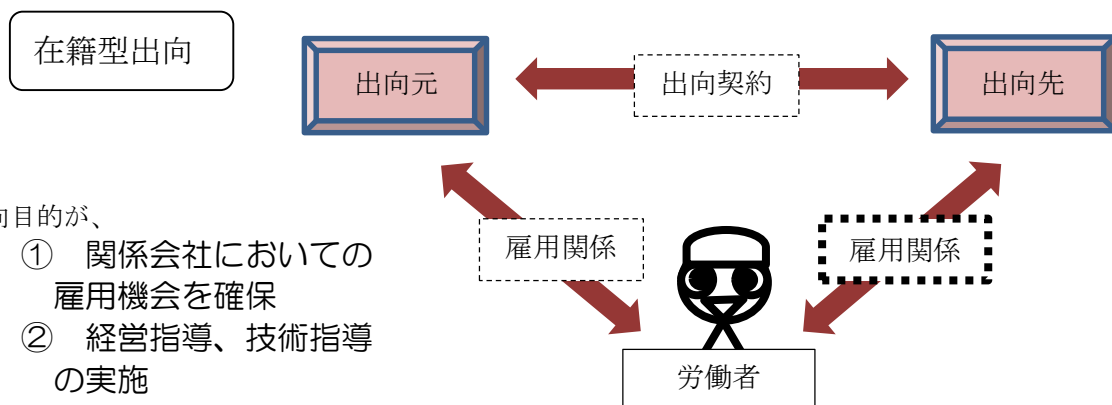 在籍型出向
出向元
出向契約
出向先
向目的が、
① 関係会社においての
雇用機会を確保
② 経営指導、技術指導
の実施
雇用関係
雇用関係
労働者